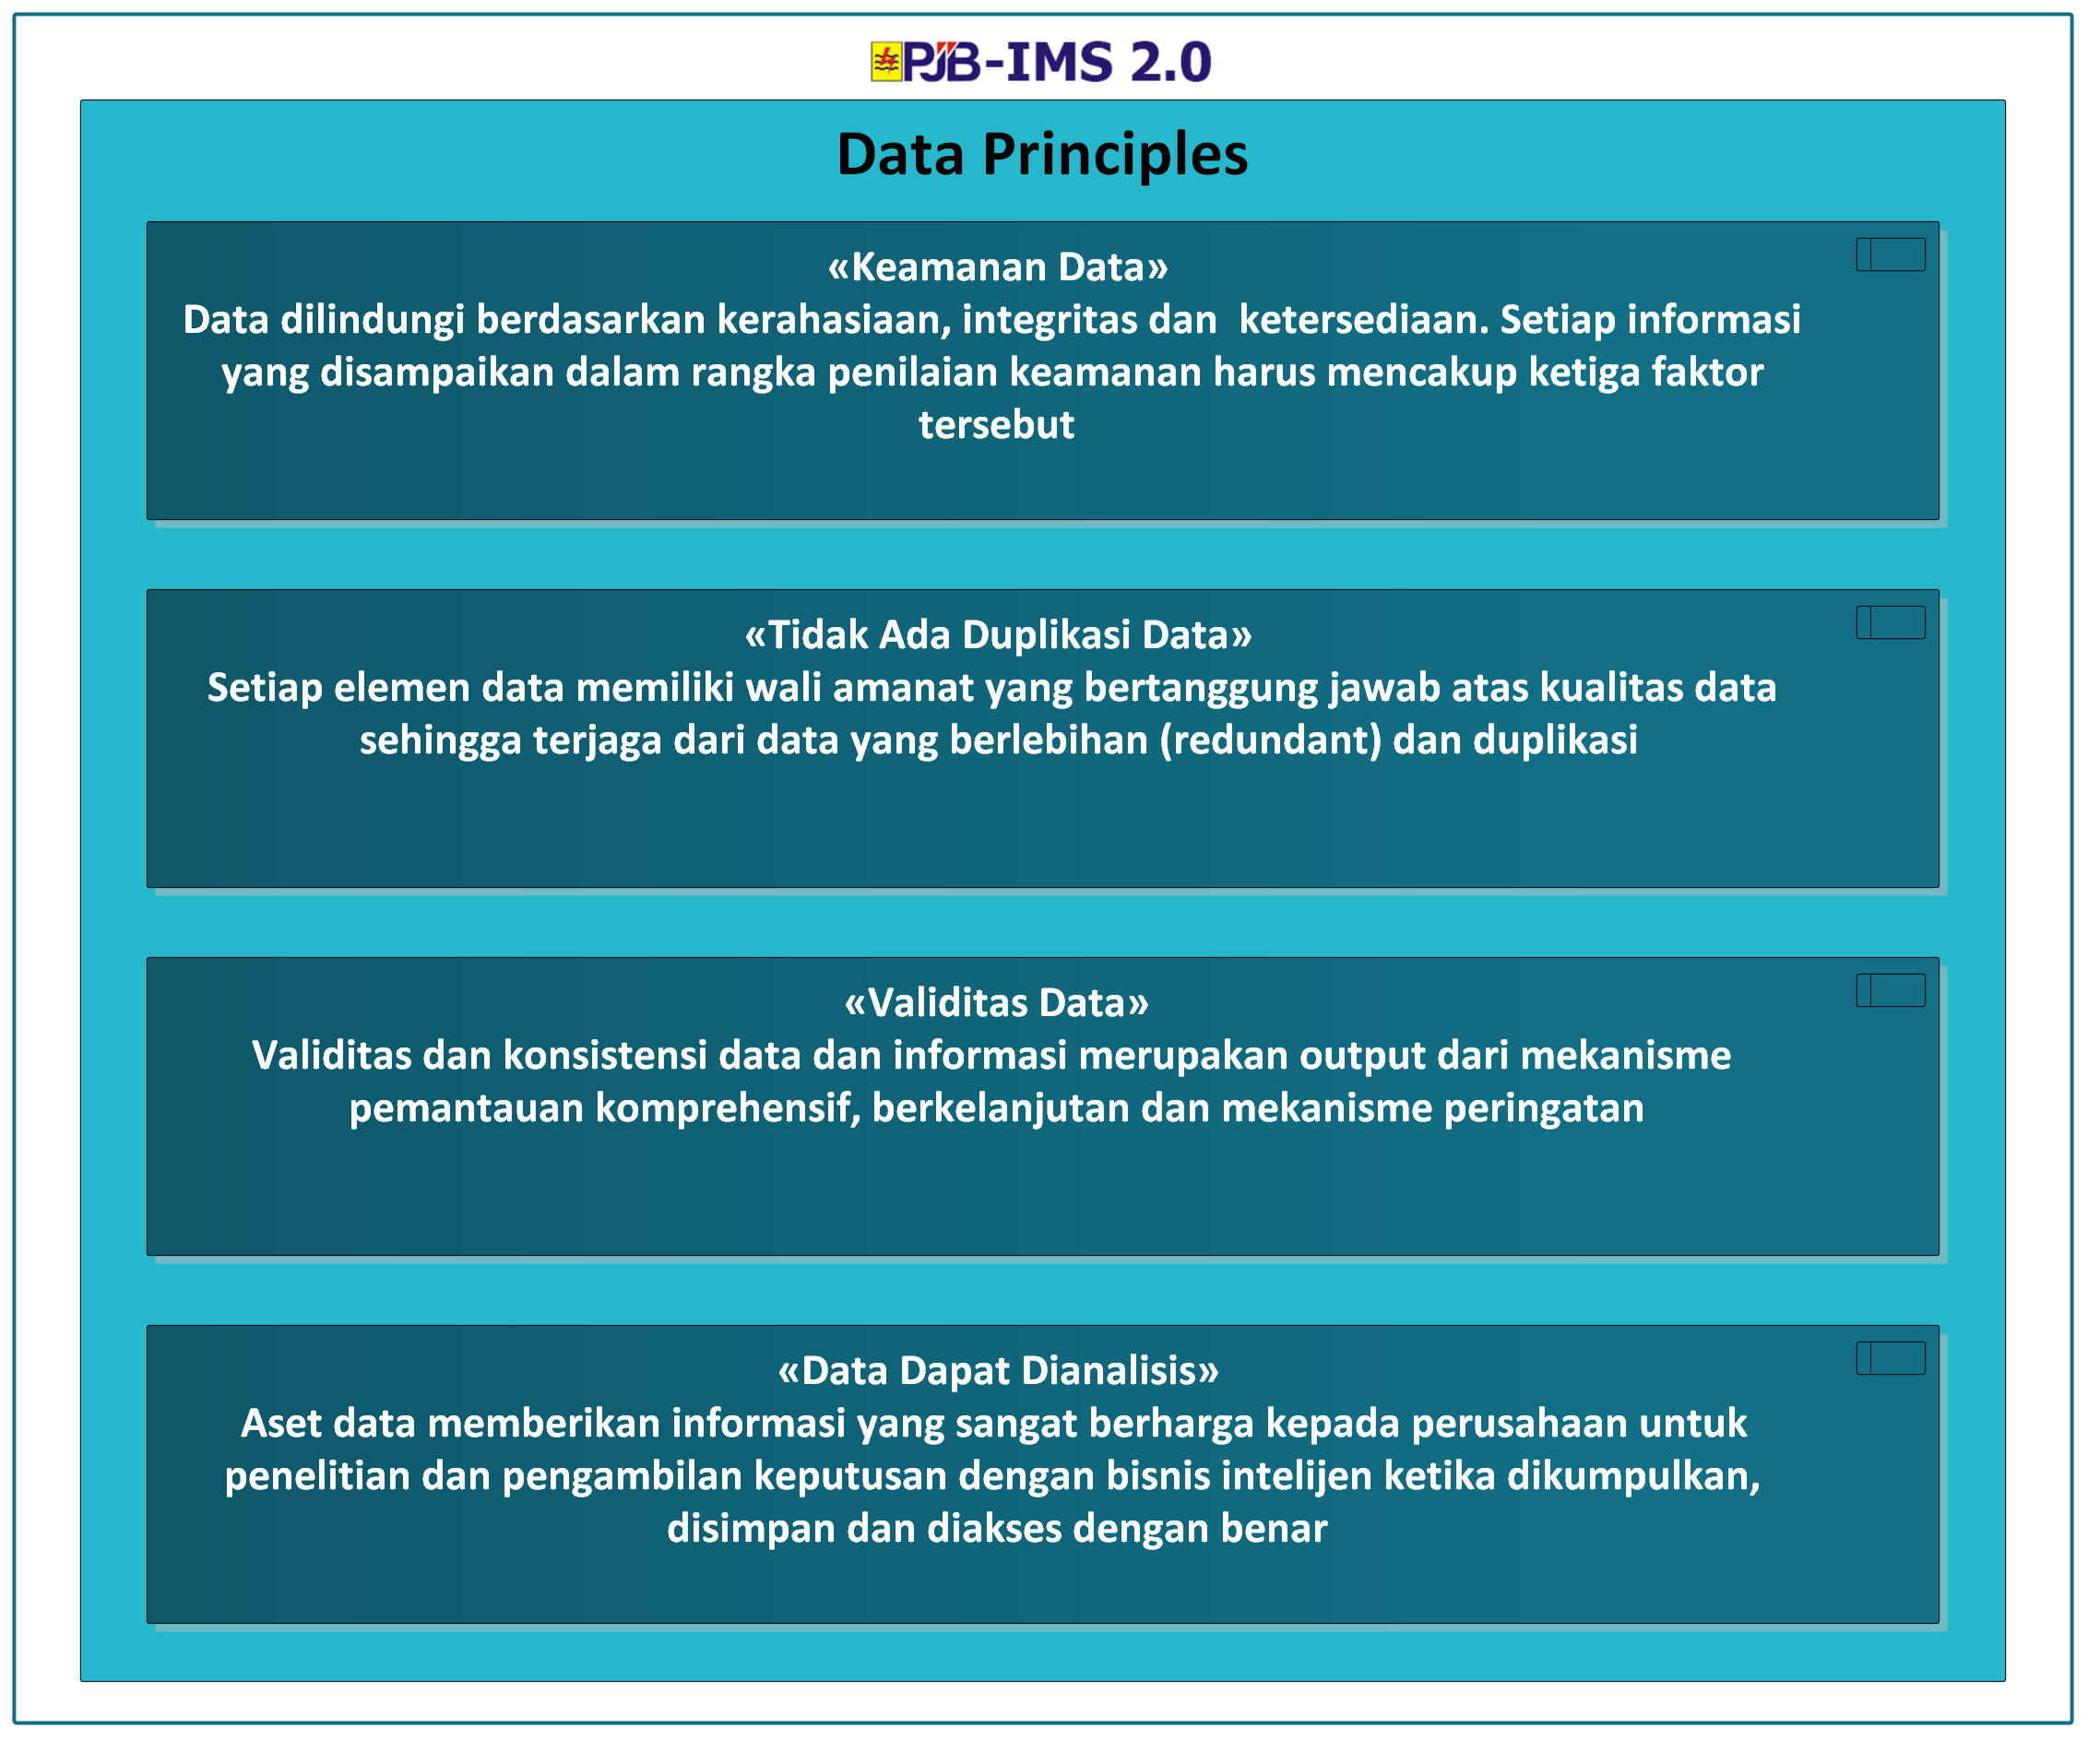 PJB-IMS 2.0
Data Principles
«Keamanan Data»
Data dilindungi berdasarkan kerahasiaan, integritas dan  ketersediaan. Setiap informasi
yang disampaikan dalam rangka penilaian keamanan harus mencakup ketiga faktor
tersebut
«Tidak Ada Duplikasi Data»
Setiap elemen data memiliki wali amanat yang bertanggung jawab atas kualitas data
sehingga terjaga dari data yang berlebihan (redundant) dan duplikasi
«Validitas Data»
Validitas dan konsistensi data dan informasi merupakan output dari mekanisme
pemantauan komprehensif, berkelanjutan dan mekanisme peringatan
«Data Dapat Dianalisis»
Aset data memberikan informasi yang sangat berharga kepada perusahaan untuk
penelitian dan pengambilan keputusan dengan bisnis intelijen ketika dikumpulkan,
disimpan dan diakses dengan benar